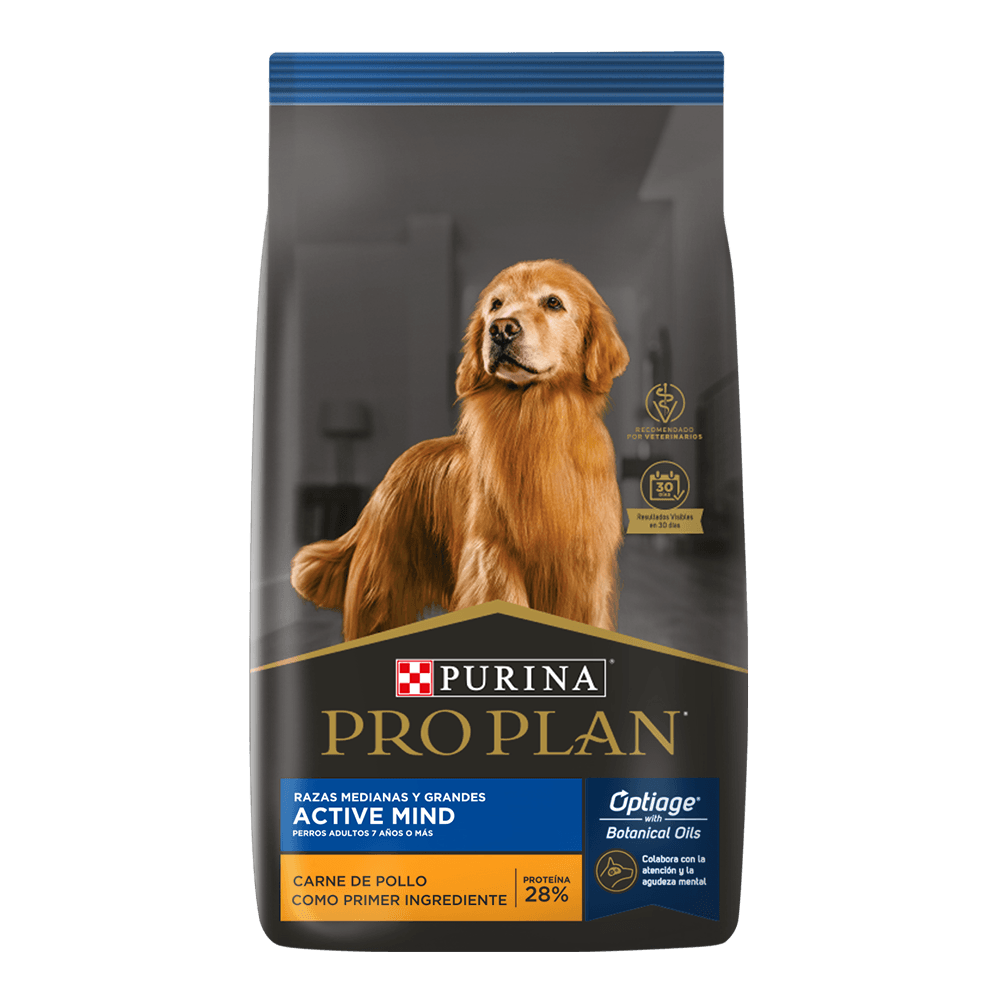 RECOMENDADO
POR VETERINARIOS
30
DÍAS
Resultados Visibles
en 30 días
PURINA®
PRO PLAN®
RAZAS MEDIANAS Y GRANDES
ACTIVE MIND
PERROS ADULTOS 7 AÑOS O MÁS
CARNE DE POLLO
COMO PRIMER INGREDIENTE
PROTEÍNA
28%
Optiage®
with
Botanical Oils
Colabora con la
atención y la
agudeza mental